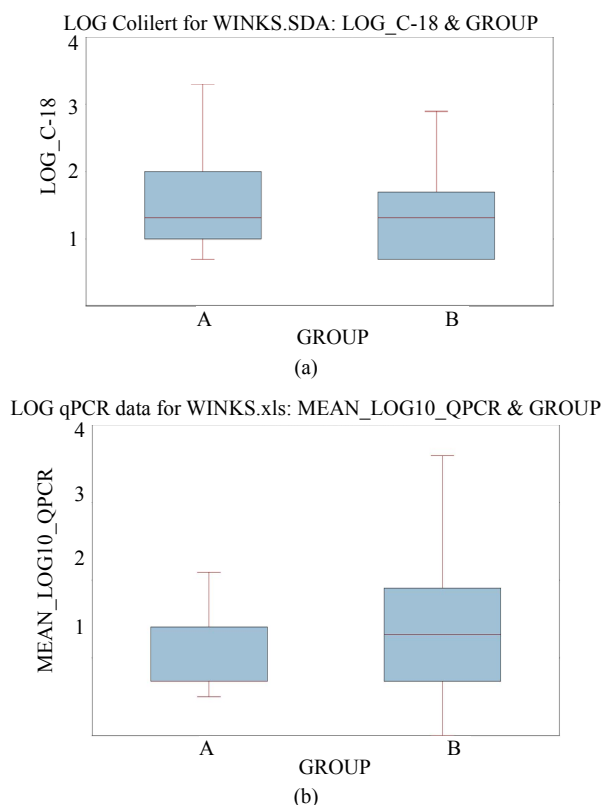 LOG Colilert for WINKS.SDA: LOG_C-18 & GROUP
4
3
2
1
LOG_C-18
A
B
GROUP
(a)
LOG qPCR data for WINKS.xls: MEAN_LOG10_QPCR & GROUP
4
3
2
1
MEAN_LOG10_QPCR
A
B
GROUP
(b)